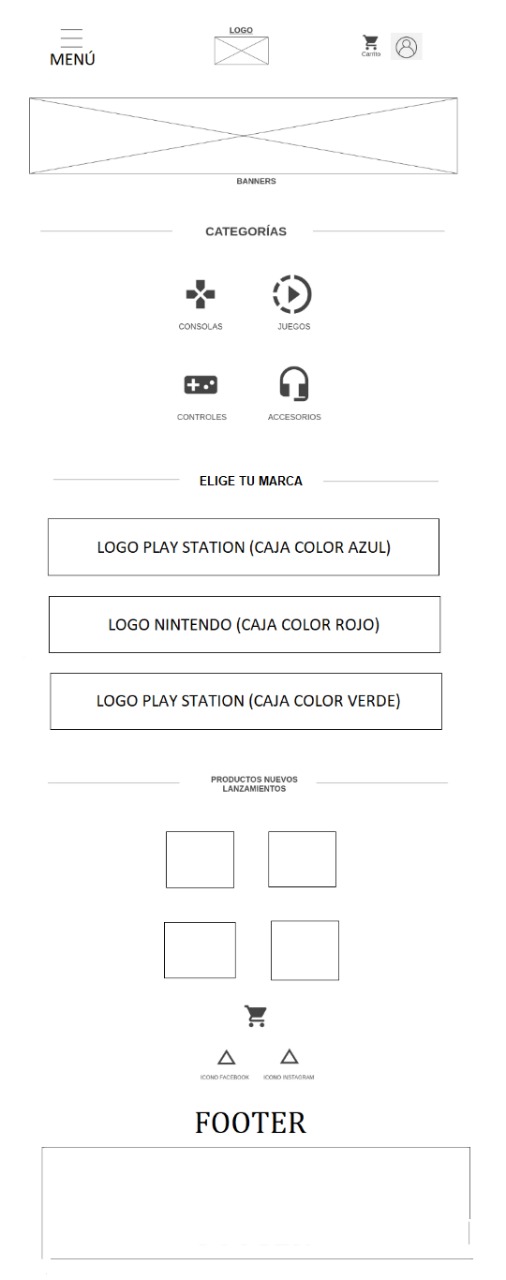 LOGO
MENÚ
Carrito
BANNERS
CATEGORÍAS
CONSOLAS
JUEGOS
CONTROLES
ACCESORIOS
ELIGE TU MARCA
LOGO PLAY STATION (CAJA COLOR AZUL)
LOGO NINTENDO (CAJA COLOR ROJO)
LOGO PLAY STATION (CAJA COLOR VERDE)
PRODUCTOS NUEVOS
LANZAMIENTOS
ICONO FACEBOOK
ICONO INSTAGRAM
FOOTER